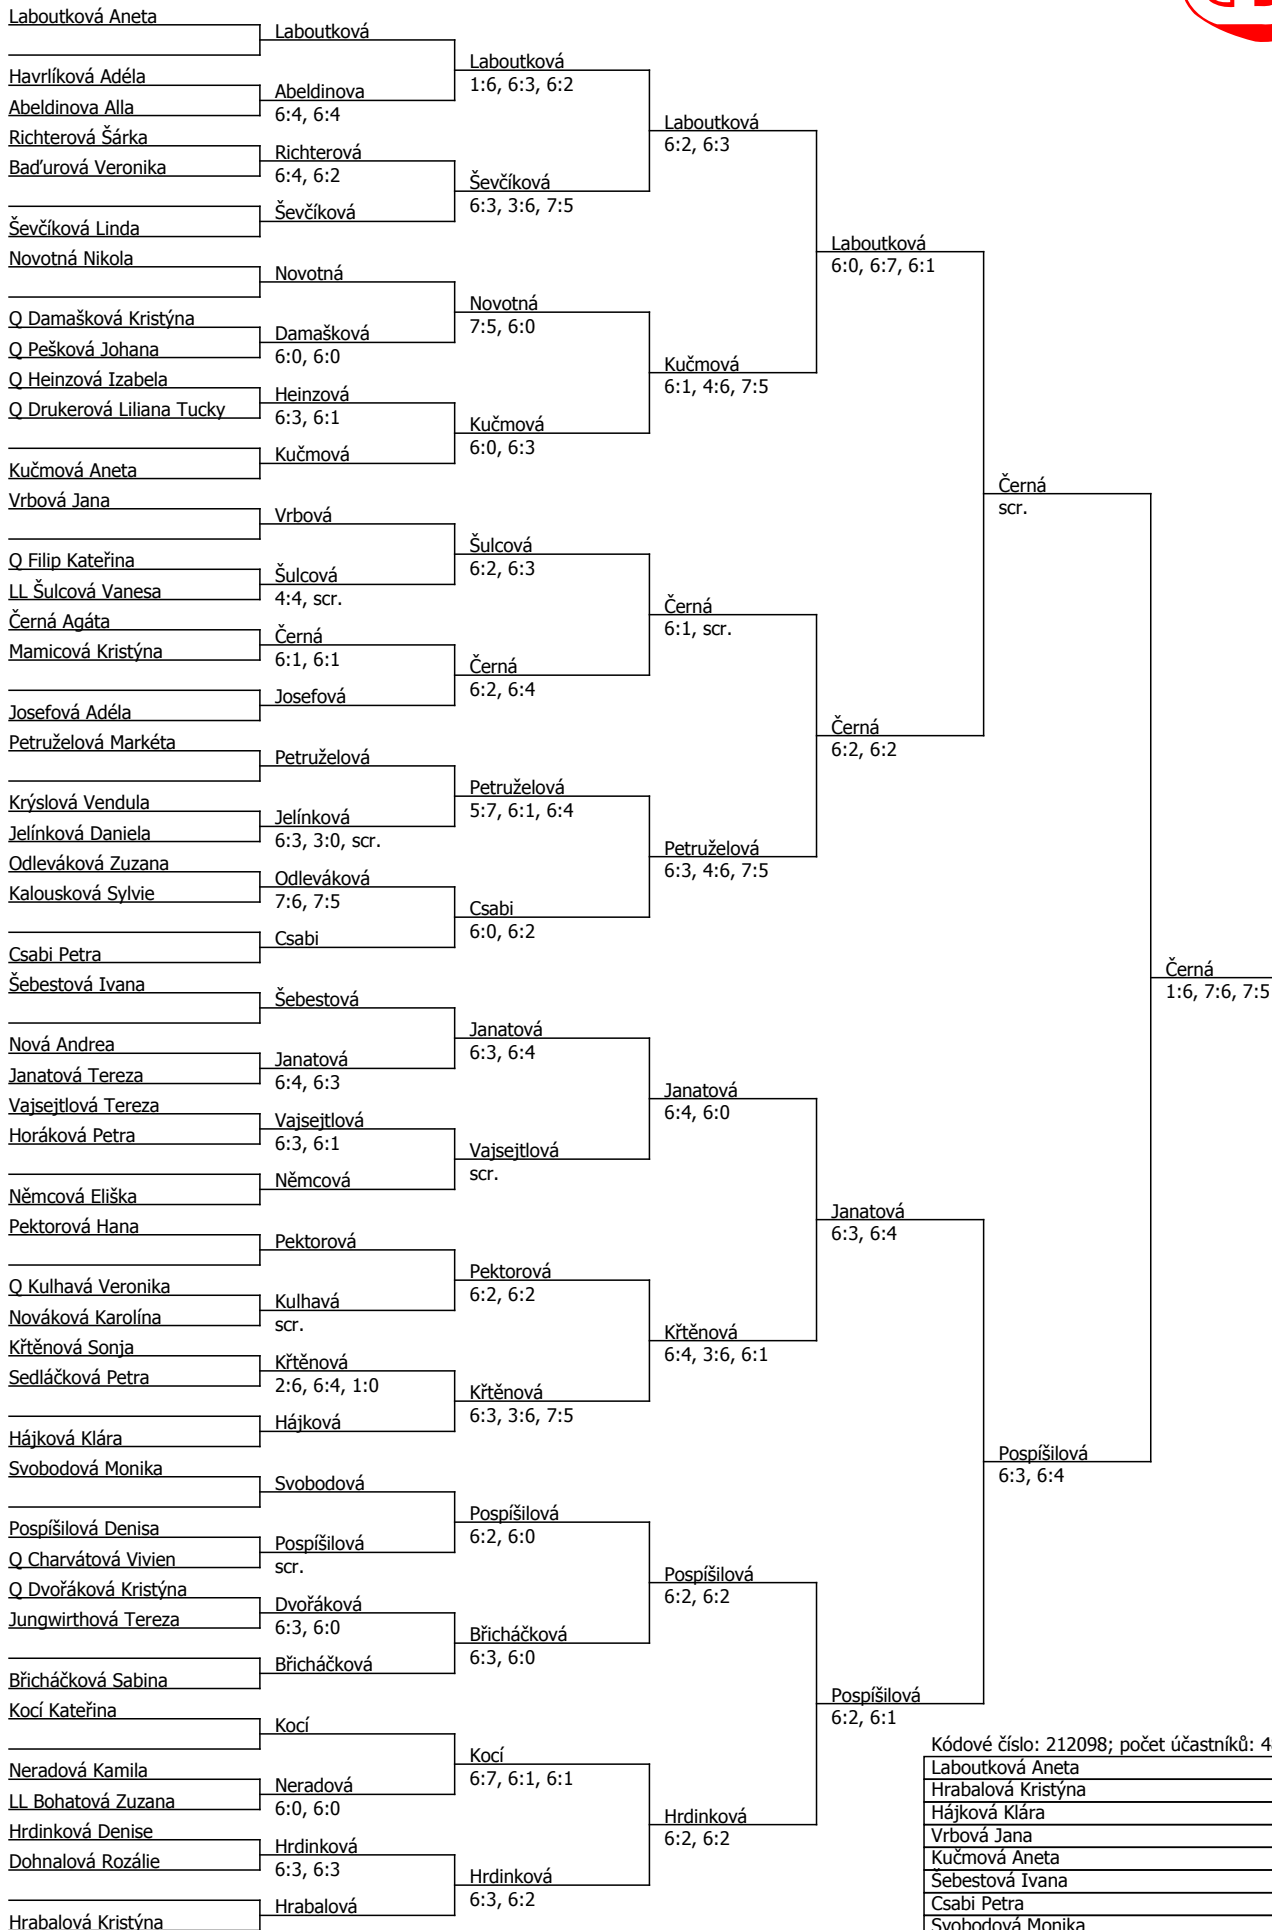 Laboutková Aneta
Havrlíková Adéla
Abeldinova Alla
Richterová Šárka
Baďurová Veronika
Ševčíková Linda
Novotná Nikola
Q Damašková Kristýna
Q Pešková Johana
Q Heinzová Izabela
Q Drukerová Liliana Tucky
Kučmová Aneta
Vrbová Jana
Q Filip Kateřina
LL Šulcová Vanesa
Černá Agáta
Mamicová Kristýna
Josefová Adéla
Petruželová Markéta
Krýslová Vendula
Jelínková Daniela
Odleváková Zuzana
Kalousková Sylvie
Csabi Petra
Šebestová Ivana
Nová Andrea
Janatová Tereza
Vajsejtlová Tereza
Horáková Petra
Němcová Eliška
Pektorová Hana
Q Kulhavá Veronika
Nováková Karolína
Křtěnová Sonja
Sedláčková Petra
Hájková Klára
Svobodová Monika
Pospíšilová Denisa
Q Charvátová Vivien
Q Dvořáková Kristýna
Jungwirthová Tereza
Břicháčková Sabina
Kocí Kateřina
Neradová Kamila
LL Bohatová Zuzana
Hrdinková Denise
Dohnalová Rozálie
Hrabalová Kristýna
Laboutková
Abeldinova
6:4, 6:4
Richterová
6:4, 6:2
Ševčíková
Novotná
Damašková
6:0, 6:0
Heinzová
6:3, 6:1
Kučmová
Vrbová
Šulcová
4:4, scr.
Černá
6:1, 6:1
Josefová
Petruželová
Jelínková
6:3, 3:0, scr.
Odleváková
7:6, 7:5
Csabi
Šebestová
Janatová
6:4, 6:3
Vajsejtlová
6:3, 6:1
Němcová
Pektorová
Kulhavá
scr.
Křtěnová
2:6, 6:4, 1:0
Hájková
Svobodová
Pospíšilová
scr.
Dvořáková
6:3, 6:0
Břicháčková
Kocí
Neradová
6:0, 6:0
Hrdinková
6:3, 6:3
Hrabalová
Laboutková
1:6, 6:3, 6:2
Ševčíková
6:3, 3:6, 7:5
Novotná
7:5, 6:0
Kučmová
6:0, 6:3
Šulcová
6:2, 6:3
Černá
6:2, 6:4
Petruželová
5:7, 6:1, 6:4
Csabi
6:0, 6:2
Janatová
6:3, 6:4
Vajsejtlová
scr.
Pektorová
6:2, 6:2
Křtěnová
6:3, 3:6, 7:5
Pospíšilová
6:2, 6:0
Břicháčková
6:3, 6:0
Kocí
6:7, 6:1, 6:1
Hrdinková
6:3, 6:2
Laboutková
6:2, 6:3
Kučmová
6:1, 4:6, 7:5
Černá
6:1, scr.
Petruželová
6:3, 4:6, 7:5
Janatová
6:4, 6:0
Křtěnová
6:4, 3:6, 6:1
Pospíšilová
6:2, 6:2
Hrdinková
6:2, 6:2
Laboutková
6:0, 6:7, 6:1
Černá
6:2, 6:2
Janatová
6:3, 6:4
Pospíšilová
6:2, 6:1
Černá
scr.
Pospíšilová
6:3, 6:4
Černá
1:6, 7:6, 7:5
Kódové číslo: 212098; počet účastníků:
Laboutková Aneta
Hrabalová Kristýna
Hájková Klára
Vrbová Jana
Kučmová Aneta
Šebestová Ivana
Csabi Petra
Svobodová Monika